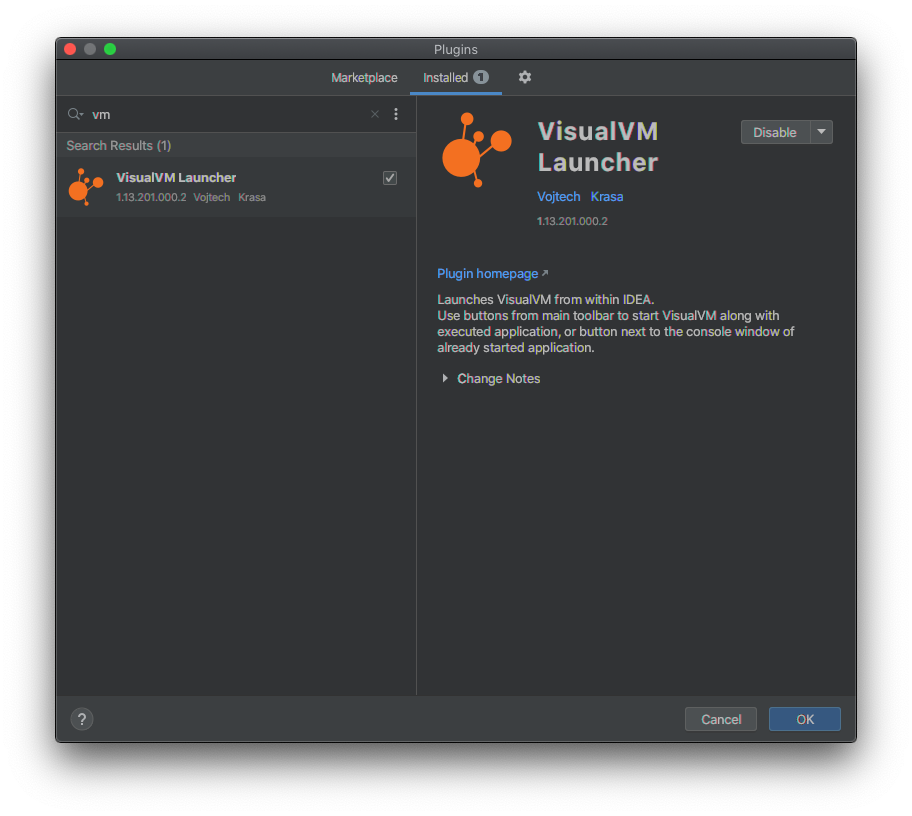 Plugins
Marketplace
Installed 1
vm
Search Results (1)
VisualVM Launcher
1.13.201.000.2 Vojtech Krasa
VisualVM
Launcher
Disable
Vojtech Krasa
1.13.201.000.2
Plugin homepage
Launches VisualVM from within IDEA.
Use buttons from main toolbar to start VisualVM along with
executed application, or button next to the console window of
already started application.
Change Notes
?
Cancel
OK